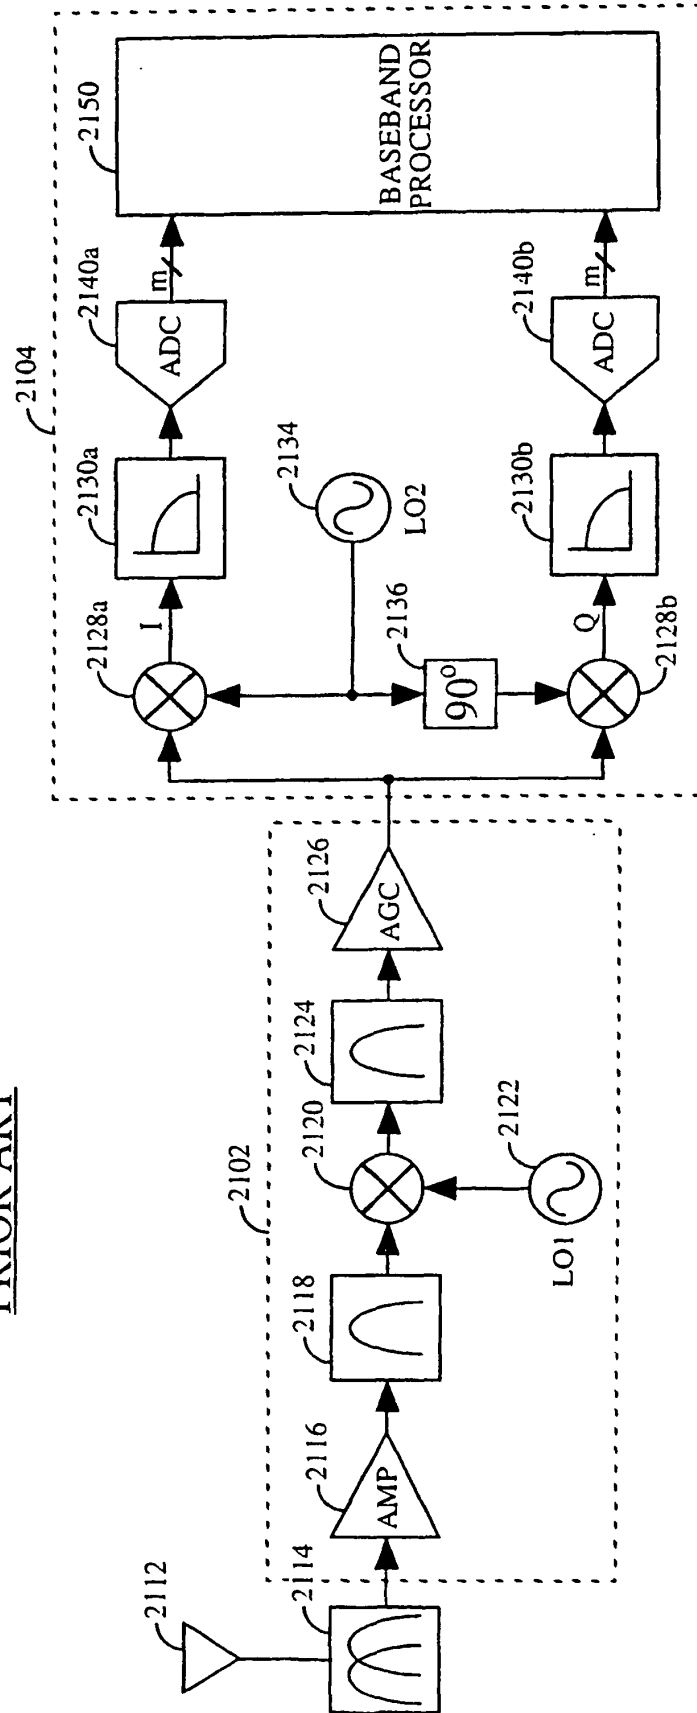 PRIOR ART
2112
2114
2102
2116
AMP
2118
2120
LO1
2122
2124
2126
AGC
2104
2128a
I
2130a
2140a
ADC
m
2134
LO2
2136
90°
2128b
Q
2130b
2140b
ADC
m
2150
BASEBAND
PROCESSOR